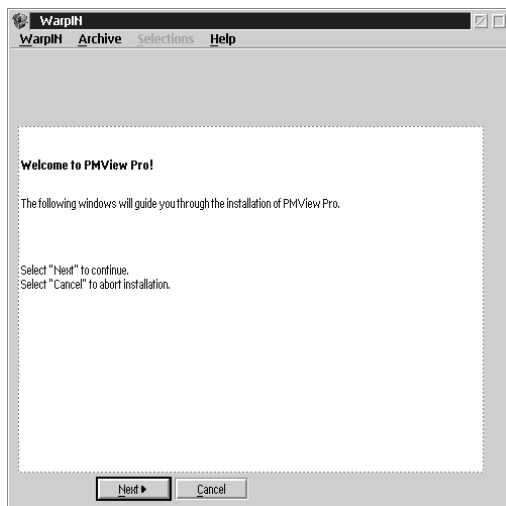 WarpIN
WarpIN Archive Selections Help
Welcome to PMView Pro!
The following windows will guide you through the installation of PMView Pro.
Select "Next" to continue.
Select "Cancel" to abort installation.
Next Cancel